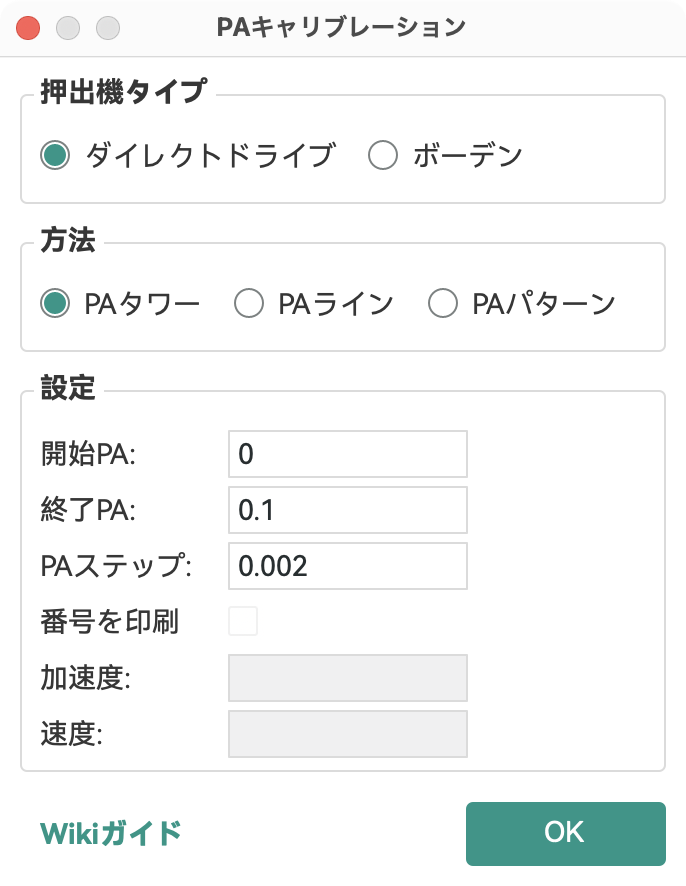 PAキャリブレーション
押出機タイプ
ダイレクトドライブ ボーデン
方法
PAタワー PAライン PAパターン
設定
開始PA: 0
終了PA: 0.1
PAステップ: 0.002
番号を印刷
加速度:
速度:
Wikiガイド OK